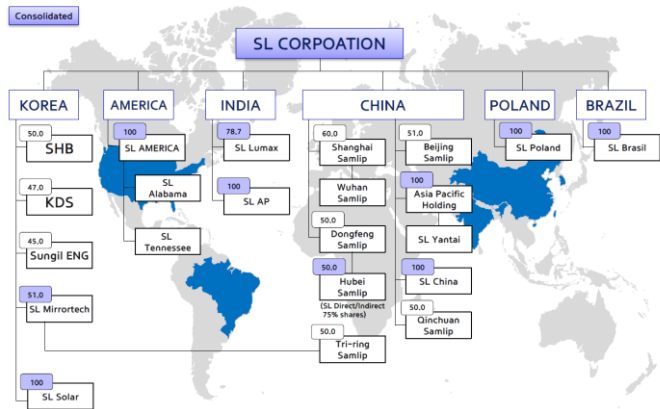 Consolidated
SL CORPOATION
KOREA
AMERICA
INDIA
CHINA
POLAND
BRAZIL
50,0
SHB
47,0
KDS
45,0
Sungil ENG
51,0
SL Mirrortech
100
SL Solar
100
SL AMERICA
SL
Alabama
SL
Tennessee
78,7
SL Lumax
100
SL AP
60,0
Shanghai
Samlip
Wuhan
Samlip
50,0
Dongfeng
Samlip
50,0
Hubei
Samlip
(SL Direct/Indirect
75% shares)
50,0
Tri-ring
Samlip
51,0
Beijing
Samlip
100
Asia Pacific
Holding
SL Yantai
100
SL China
50,0
Qinchuan
Samlip
100
SL Poland
100
SL Brasil